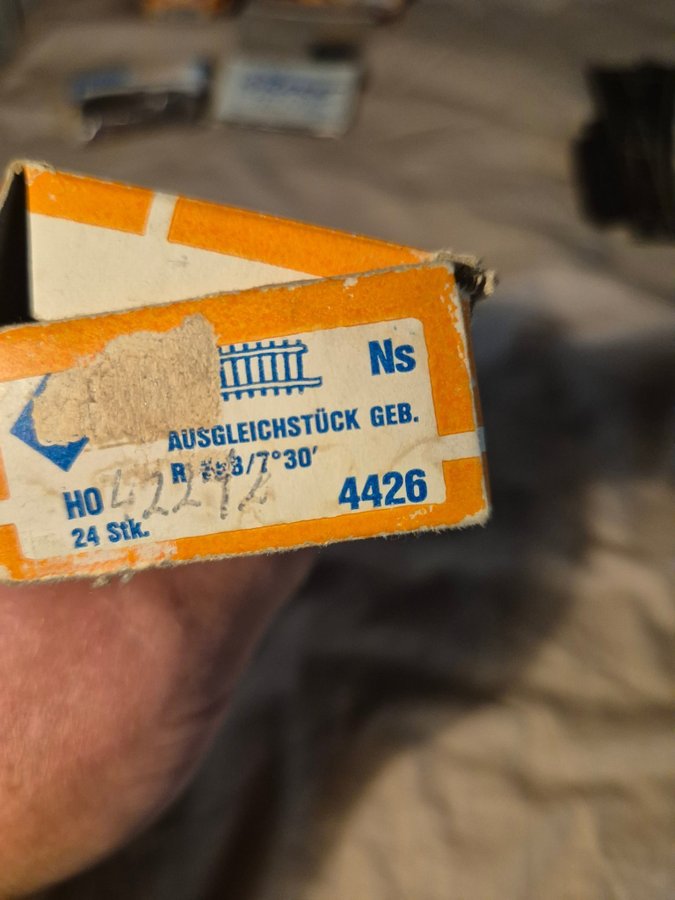 Ns
AUSGLEICHSTÜCK GEB.
R /7°30'
HO
24 Stk.
4426